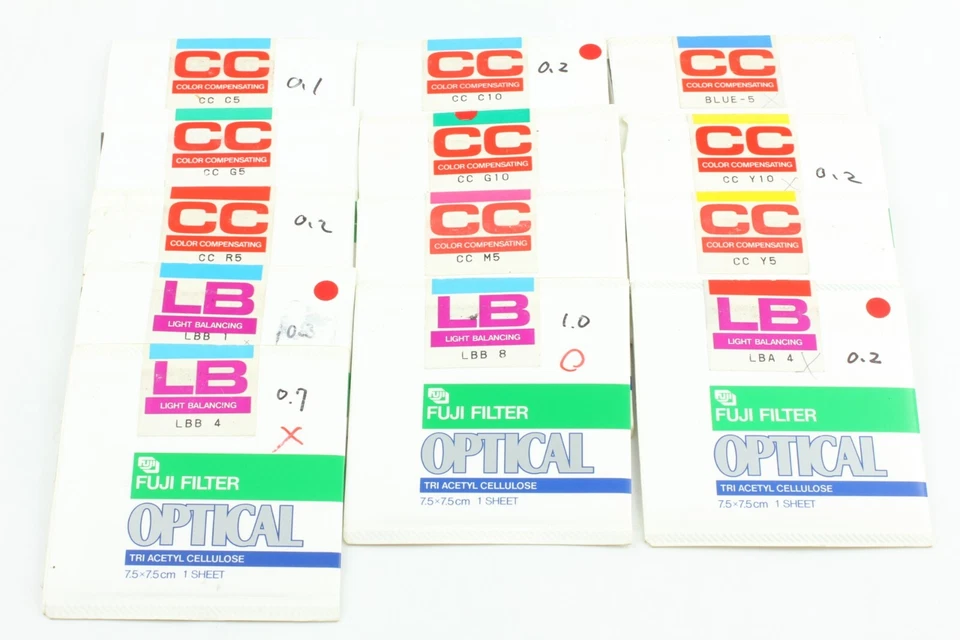 CC
COLOR COMPENSATING
CC C5
0.1
CC
COLOR COMPENSATING
CC G5
CC
COLOR COMPENSATING
CC R5
0.2
LB
LIGHT BALANCING
LBB 1
LB
LIGHT BALANCING
LBB 4
0.7
X
FUJI
FUJI FILTER
OPTICAL
TRI ACETYL CELLULOSE
7.5×7.5cm 1 SHEET
CC
COLOR COMPENSATING
CC C10
0.2
CC
COLOR COMPENSATING
CC G10
CC
COLOR COMPENSATING
CC M5
LB
LIGHT BALANCING
LBB 8
1.0
FUJI
FUJI FILTER
OPTICAL
TRI ACETYL CELLULOSE
7.5×7.5cm 1 SHEET
CC
COLOR COMPENSATING
BLUE-5
CC
COLOR COMPENSATING
CC Y10
0.2
CC
COLOR COMPENSATING
CC Y5
LB
LIGHT BALANCING
LBA 4
0.2
FUJI
FUJI FILTER
OPTICAL
TRI ACETYL CELLULOSE
7.5×7.5cm 1 SHEET